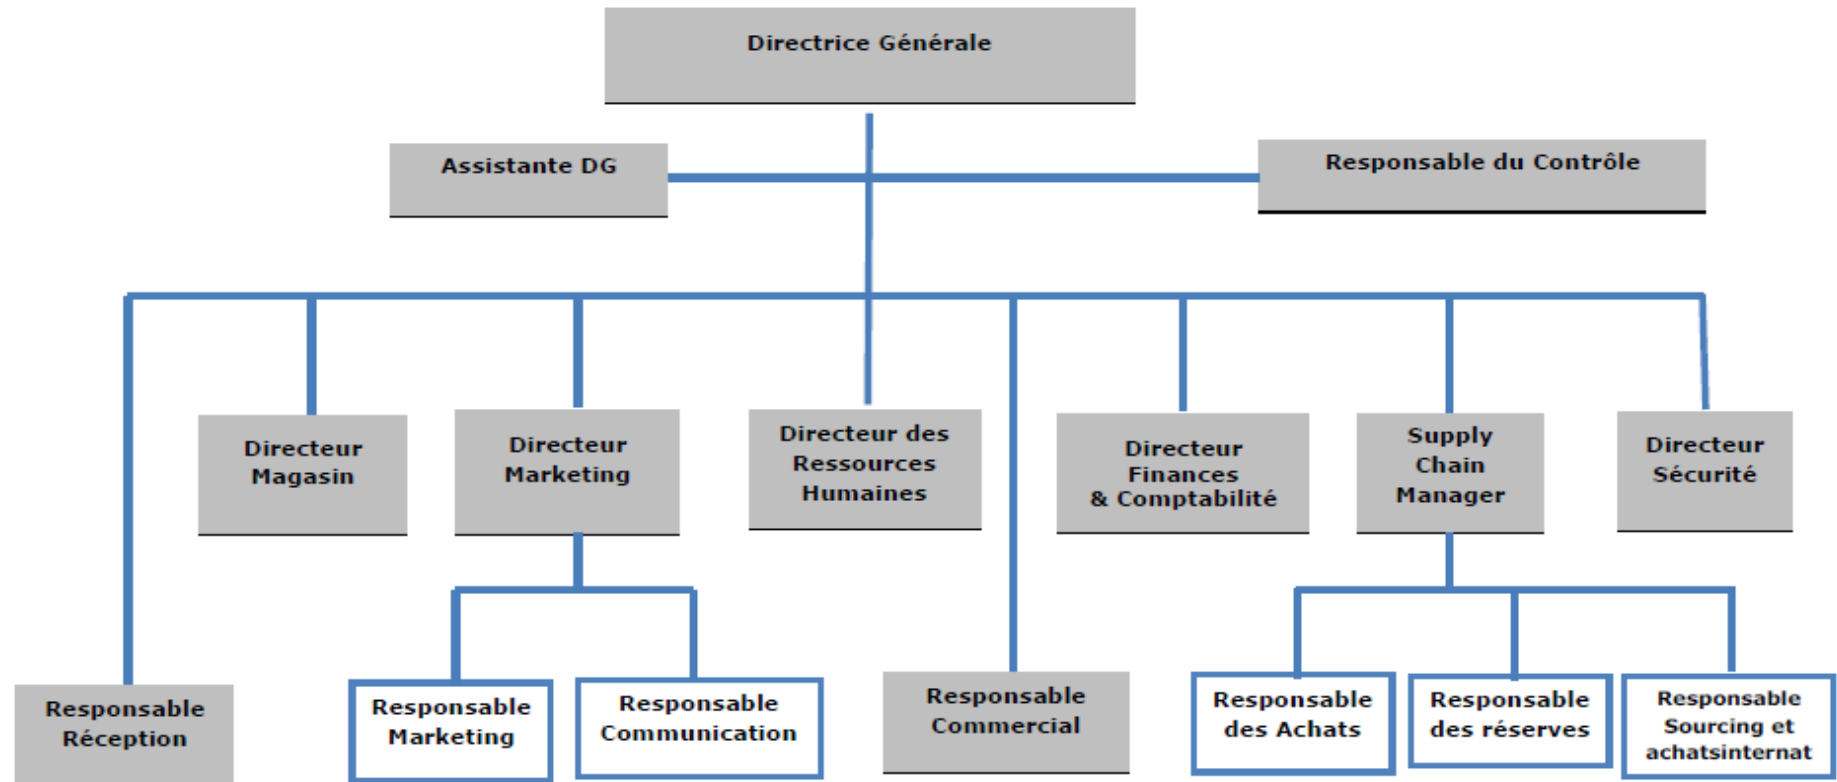 Directrice Générale
Assistante DG
Responsable du Contrôle
Directeur
Magasin
Directeur
Marketing
Directeur des
Ressources
Humaines
Directeur
Finances
& Comptabilité
Supply
Chain
Manager
Directeur
Sécurité
Responsable
Réception
Responsable
Marketing
Responsable
Communication
Responsable
Commercial
Responsable
des Achats
Responsable
des réserves
Responsable
Sourcing et
achatsinternat